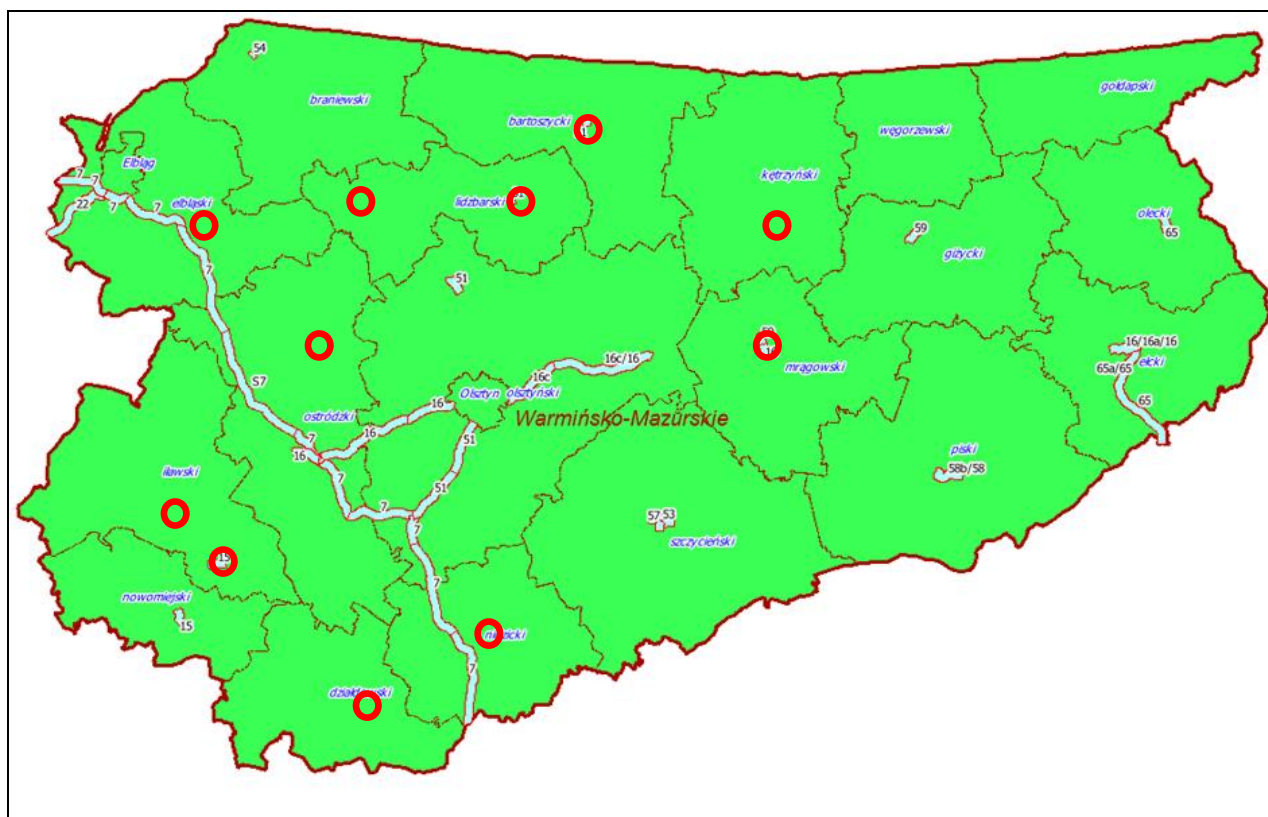 54
braniewski
bartoszycki
1
gołdapski
węgorzewski
Elbląg
kętrzyński
7
7
7
7
22
elbląski
lidzbarski
olecki
65
59
giżycki
51
7
16c/16
16c
mrągowski
16/16a/16
ełcki
65a/65
65
S7
Olsztyn
olsztyński
Warmińsko-Mazurskie
16
ostródzki
16
7
16
51
51
7
7
7
iławski
piski
58b/58
57
53
szczycieński
15
nowomiejski
15
7
7